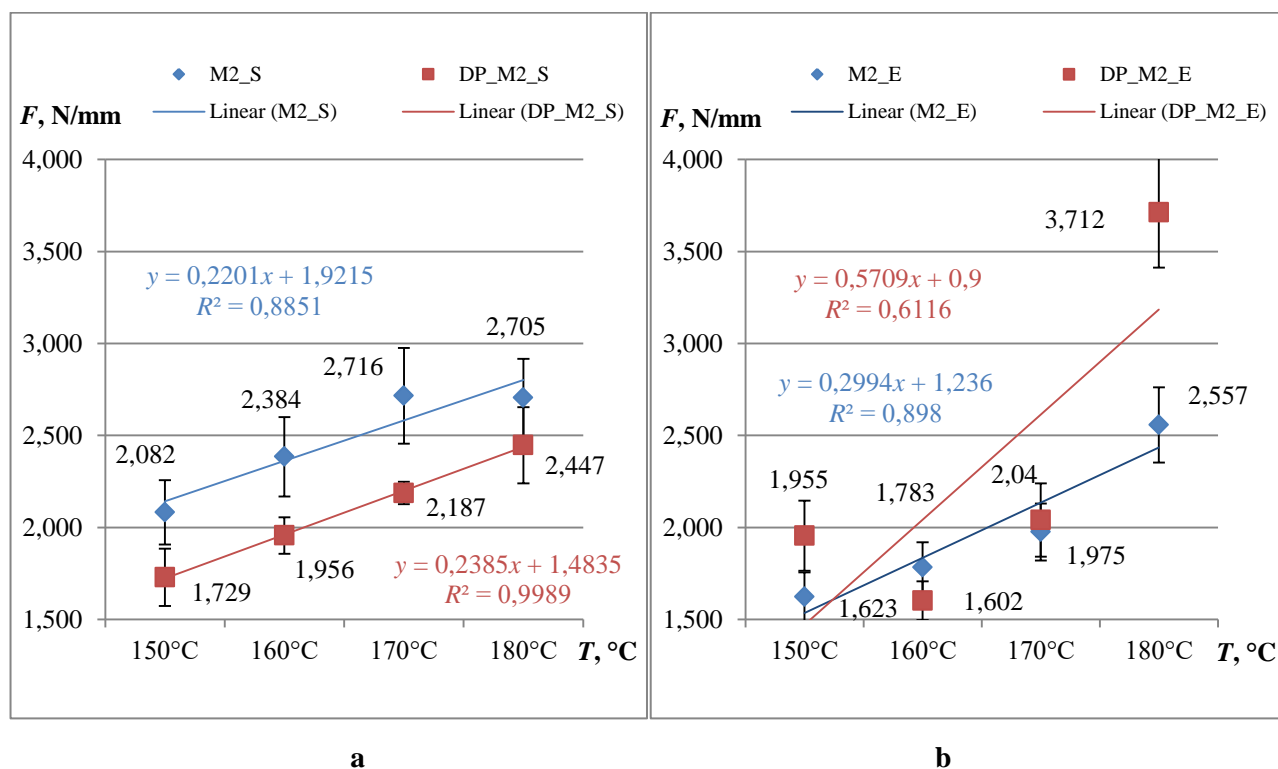 M2_S DP_M2_S
Linear (M2_S) Linear (DP_M2_S)
F, N/mm
4,000
3,500
3,000
2,500
2,000
1,500
y = 0,2201x + 1,9215
R² = 0,8851
2,705
2,716
2,384
2,082
2,447
2,187
1,956
1,729
y = 0,2385x + 1,4835
R² = 0,9989
150°C 160°C 170°C 180°C T, °C
a
M2_E DP_M2_E
Linear (M2_E) Linear (DP_M2_E)
F, N/mm
4,000
3,500
3,000
2,500
2,000
1,500
3,712
y = 0,5709x + 0,9
R² = 0,6116
y = 0,2994x + 1,236
R² = 0,898
2,557
1,955
1,783
2,04
1,975
1,623
1,602
150°C 160°C 170°C 180°C T, °C
b